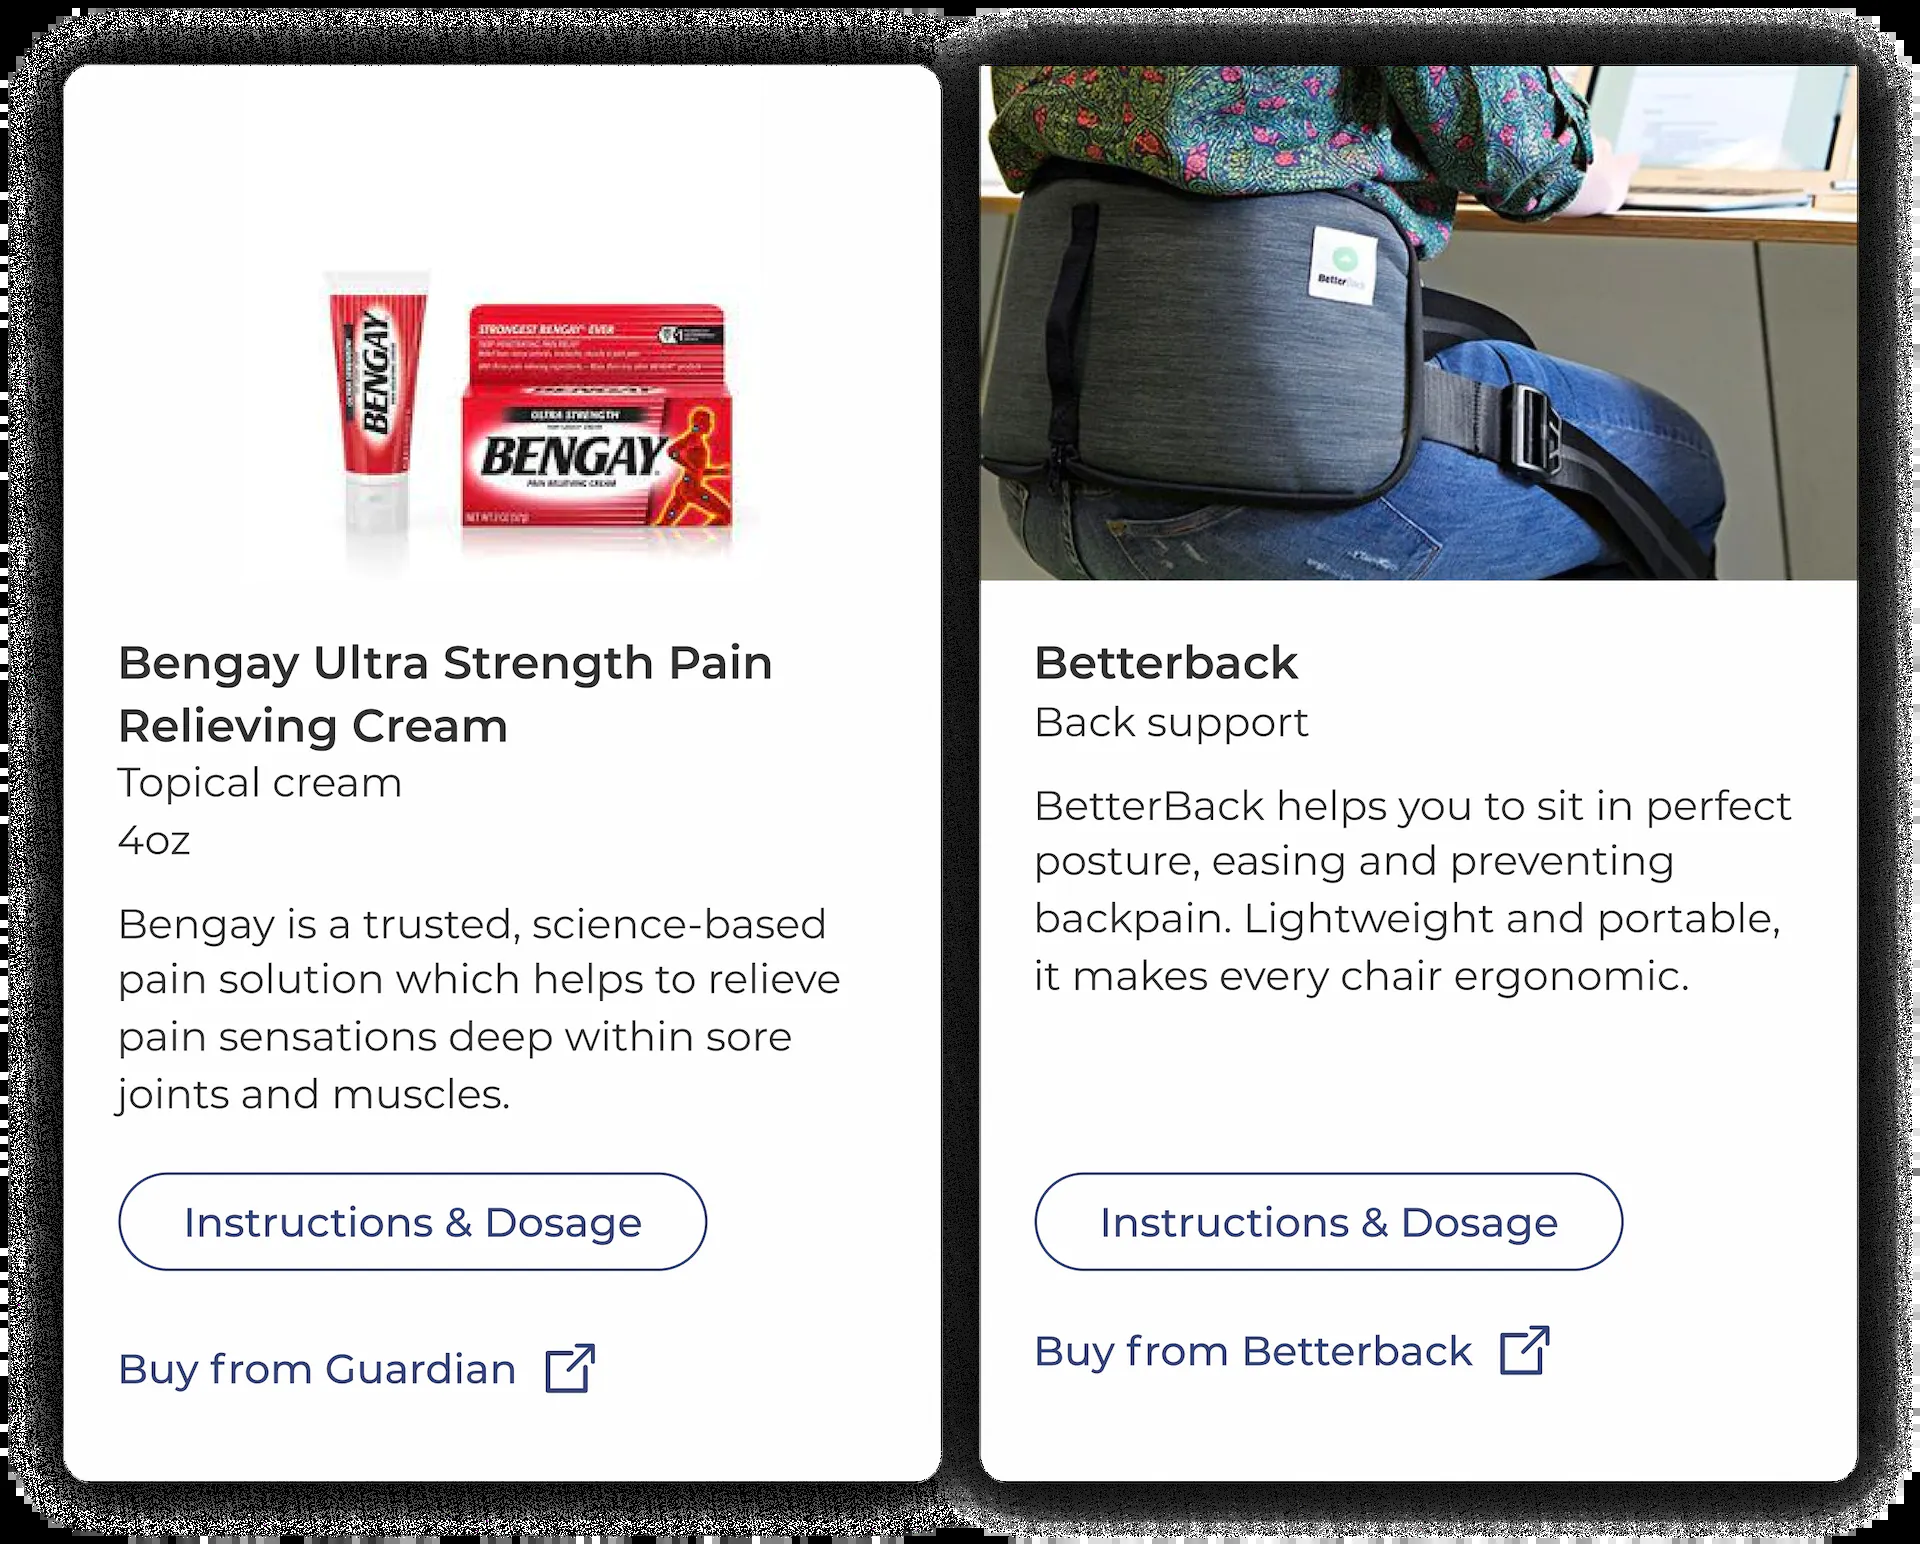 BENGAY
STRONGEST BENGAY EVER
ULTRA STRENGTH
BENGAY
PAIN RELIEVING CREAM
Better
Bengay Ultra Strength Pain
Relieving Cream
Topical cream
4oz
Bengay is a trusted, science-based
pain solution which helps to relieve
pain sensations deep within sore
joints and muscles.
Instructions & Dosage
Buy from Guardian
Betterback
Back support
BetterBack helps you to sit in perfect
posture, easing and preventing
backpain. Lightweight and portable,
it makes every chair ergonomic.
Instructions & Dosage
Buy from Betterback